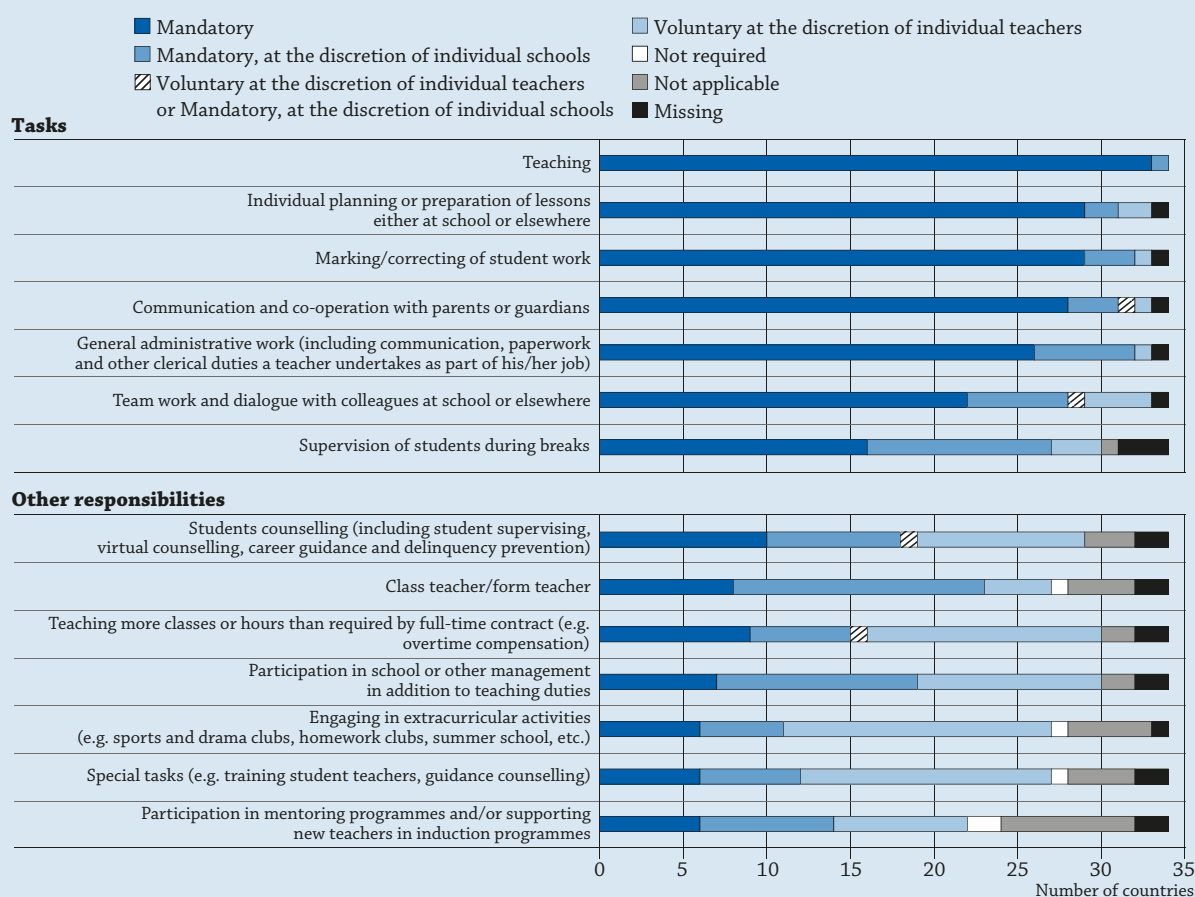 Mandatory
Mandatory, at the discretion of individual schools
Voluntary at the discretion of individual teachers
or Mandatory, at the discretion of individual schools
Voluntary at the discretion of individual teachers
Not required
Not applicable
Missing
Tasks
Teaching
Individual planning or preparation of lessons
either at school or elsewhere
Marking/correcting of student work
Communication and co-operation with parents or guardians
General administrative work (including communication, paperwork
and other clerical duties a teacher undertakes as part of his/her job)
Team work and dialogue with colleagues at school or elsewhere
Supervision of students during breaks
Other responsibilities
Students counselling (including student supervising,
virtual counselling, career guidance and delinquency prevention)
Class teacher/form teacher
Teaching more classes or hours than required by full-time contract (e.g.
overtime compensation)
Participation in school or other management
in addition to teaching duties
Engaging in extracurricular activities
(e.g. sports and drama clubs, homework clubs, summer school, etc.)
Special tasks (e.g. training student teachers, guidance counselling)
Participation in mentoring programmes and/or supporting
new teachers in induction programmes
0 5 10 15 20 25 30 35
Number of countries